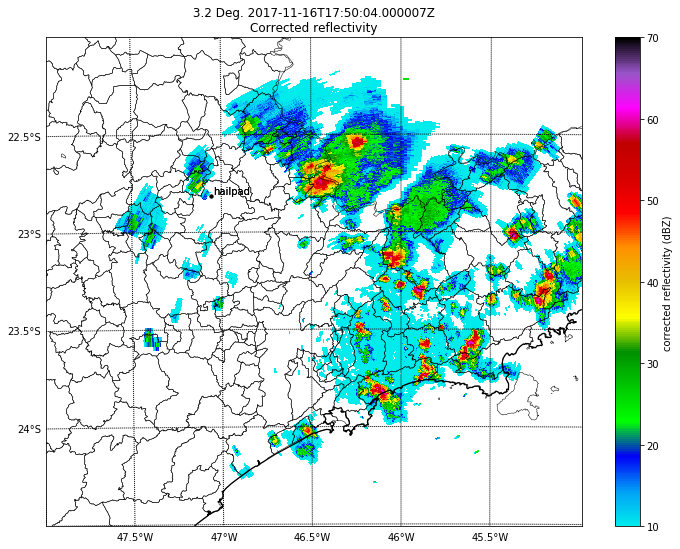 3.2 Deg. 2017-11-16T17:50:04.000007Z
Corrected reflectivity
22.5°S
23°S
23.5°S
24°S
47.5°W
47°W
46.5°W
46°W
45.5°W
hailpad
70
60
50
40
30
20
10
corrected reflectivity (dBZ)